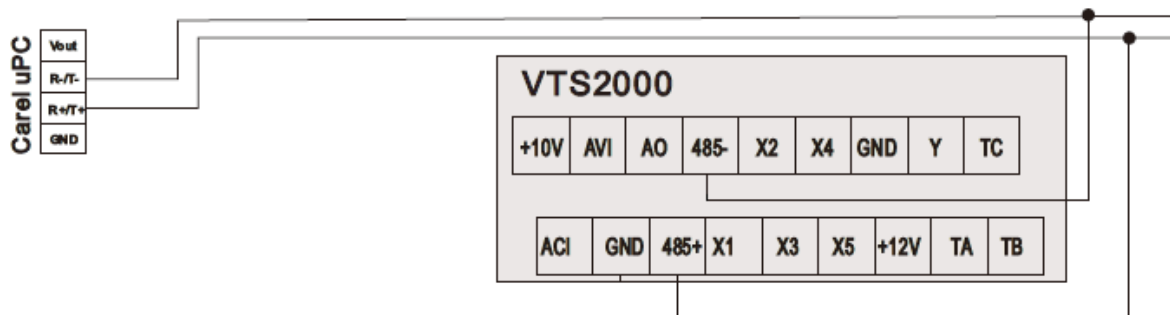 Carel uPC
Vout
R-/T-
R+/T+
GND
VTS2000
+10V AVI AO 485- X2 X4 GND Y TC
ACI GND 485+ X1 X3 X5 +12V TA TB